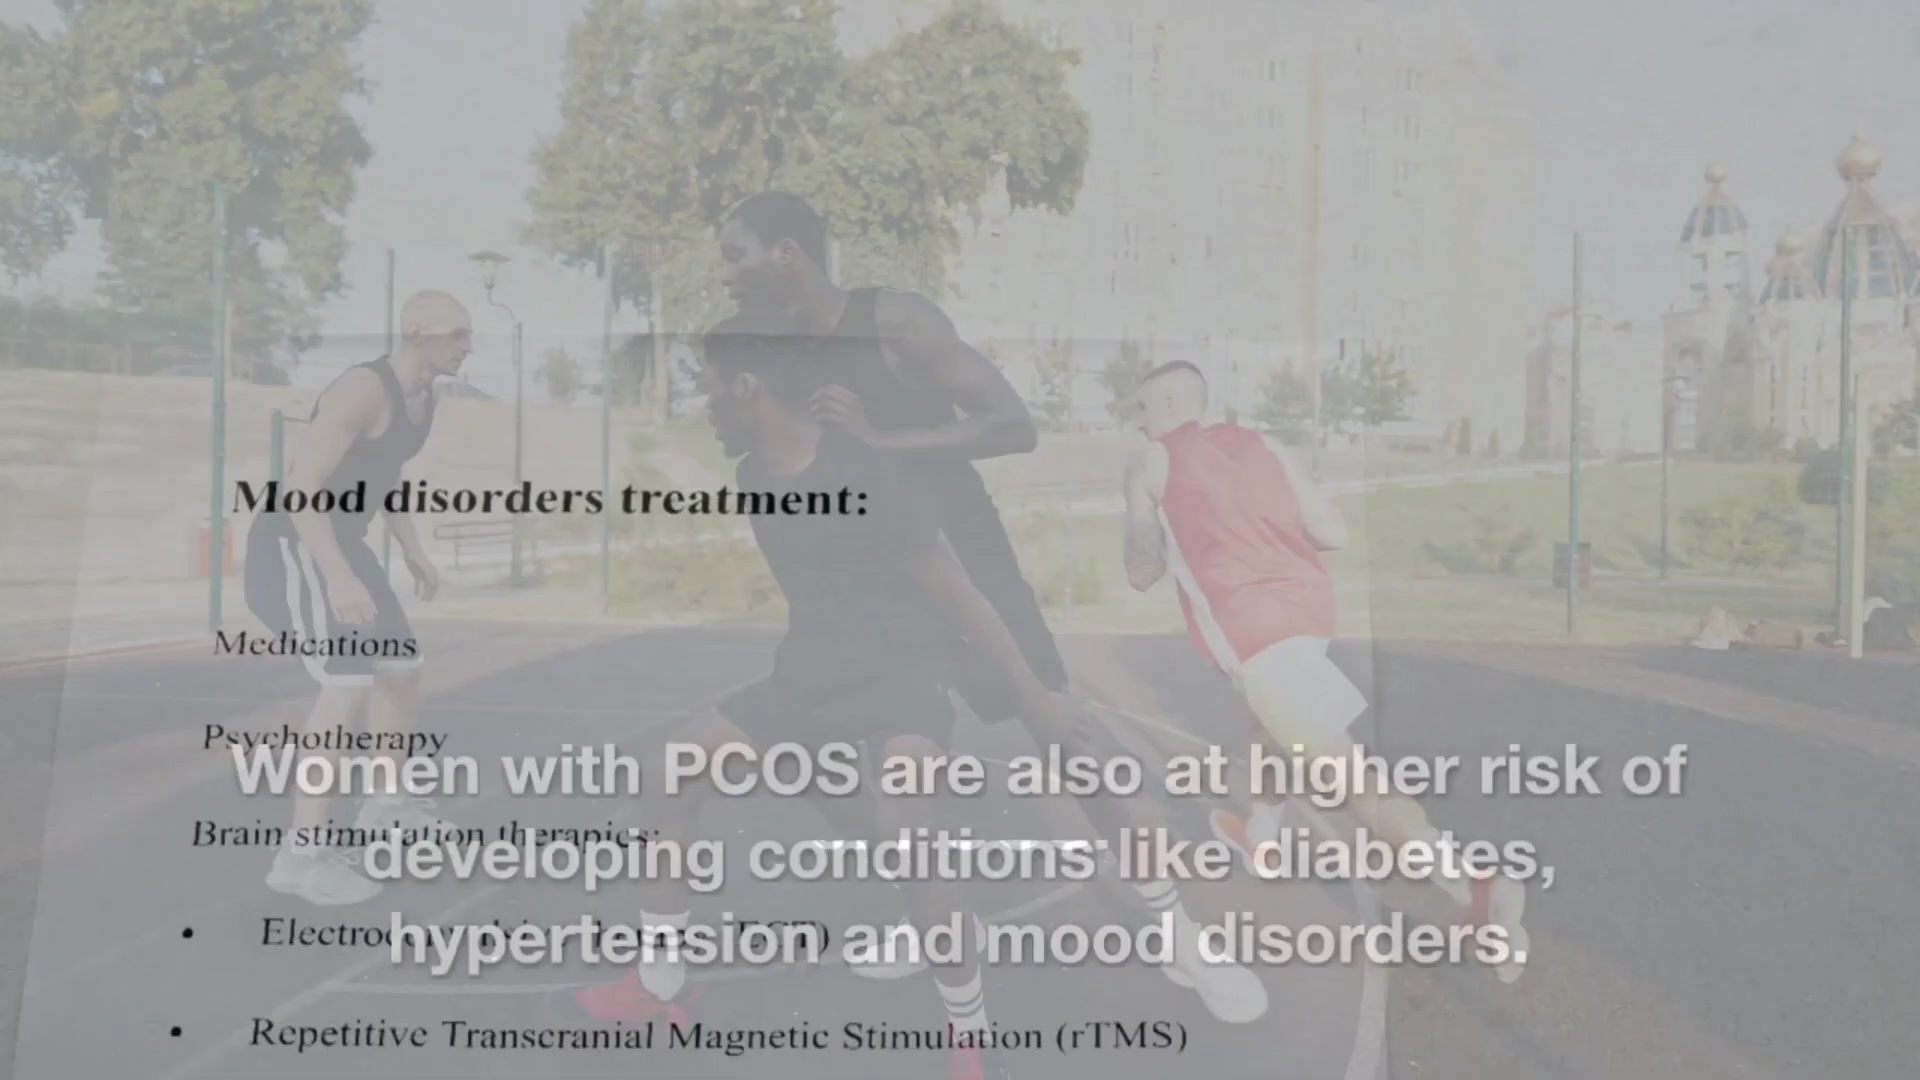 Mood disorders treatment:
Medications
Psychotherapy
Women with PCOS are also at higher risk of
Brain stimulation therapies:
developing conditions like diabetes,
• (ECT)
hypertension and mood disorders.
• Repetitive Transcranial Magnetic Stimulation (rTMS)